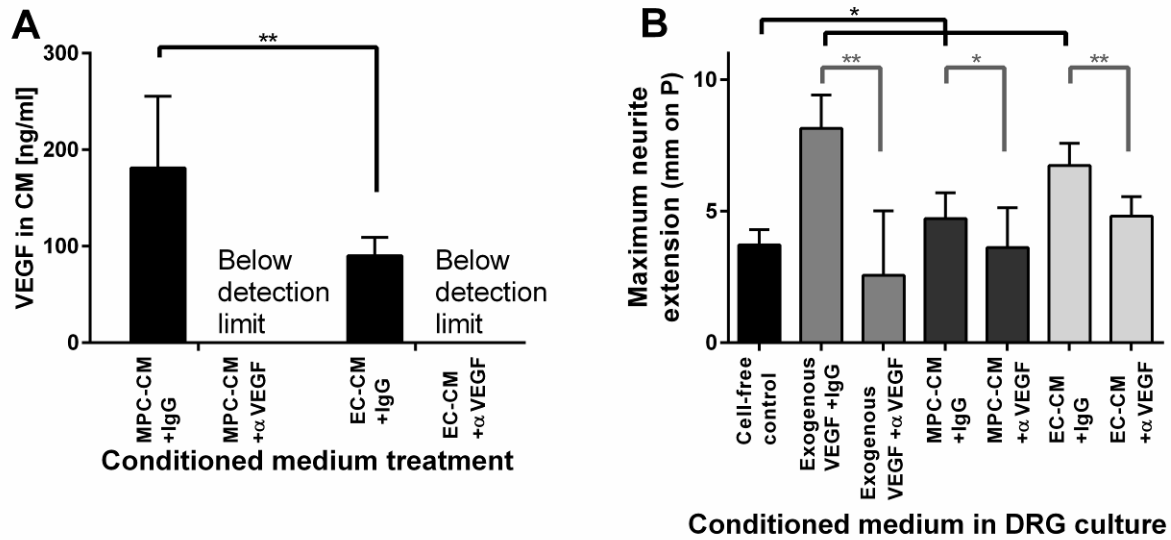 A
**
300
200
100
0
VEGF in CM [ng/ml]
Below
detection
limit
Below
detection
limit
MPC-CM
+IgG
MPC-CM
+α VEGF
EC-CM
+IgG
EC-CM
+α VEGF
Conditioned medium treatment
B
*
**
*
**
10
5
0
Maximum neurite
extension (mm on P)
Cell-free
control
Exogenous
VEGF +IgG
Exogenous
VEGF +α VEGF
MPC-CM
+IgG
MPC-CM
+α VEGF
EC-CM
+IgG
EC-CM
+α VEGF
Conditioned medium in DRG culture